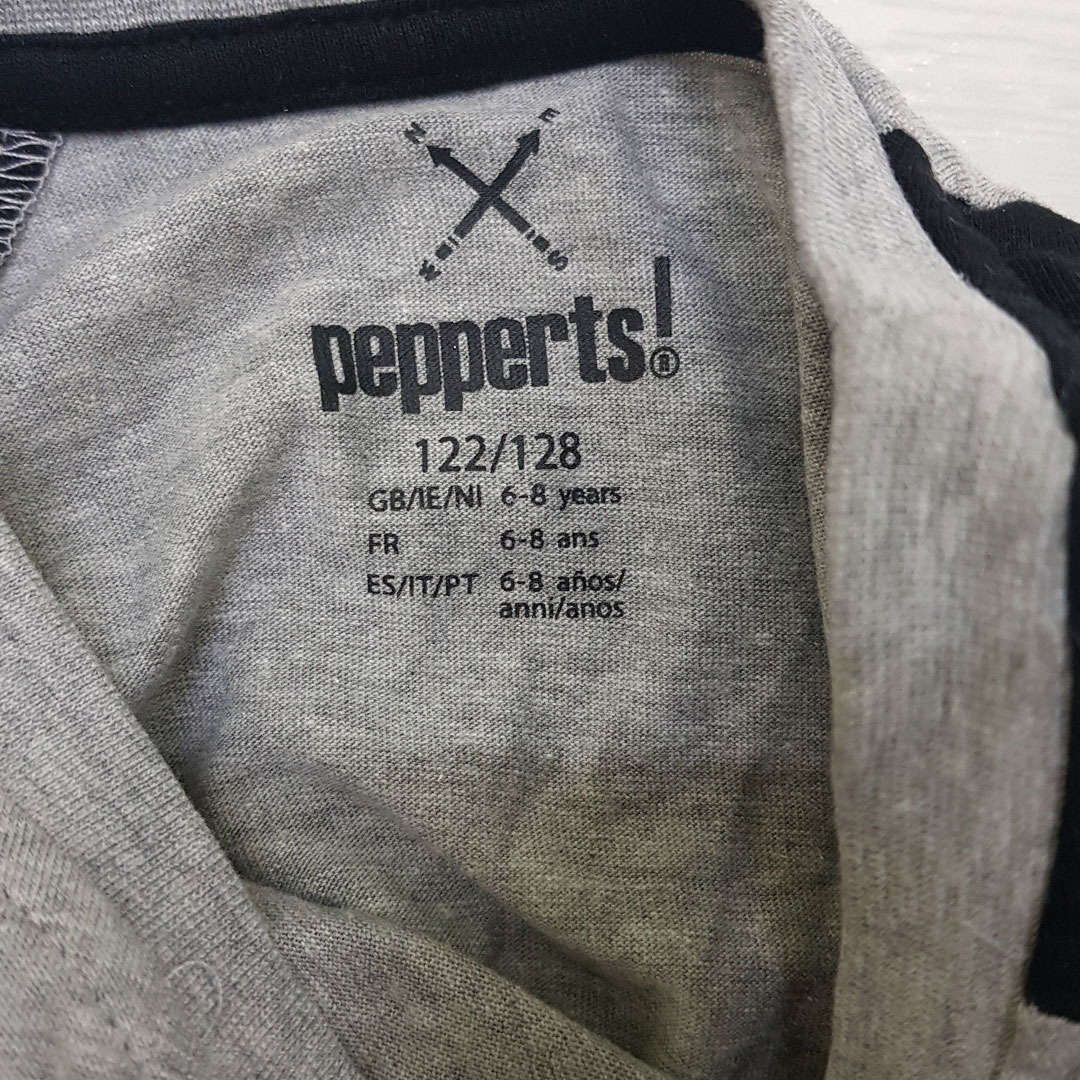 N E
W S
pepperts!®
122/128
GB/IE/NI 6-8 years
FR 6-8 ans
ES/IT/PT 6-8 años/
anni/anos